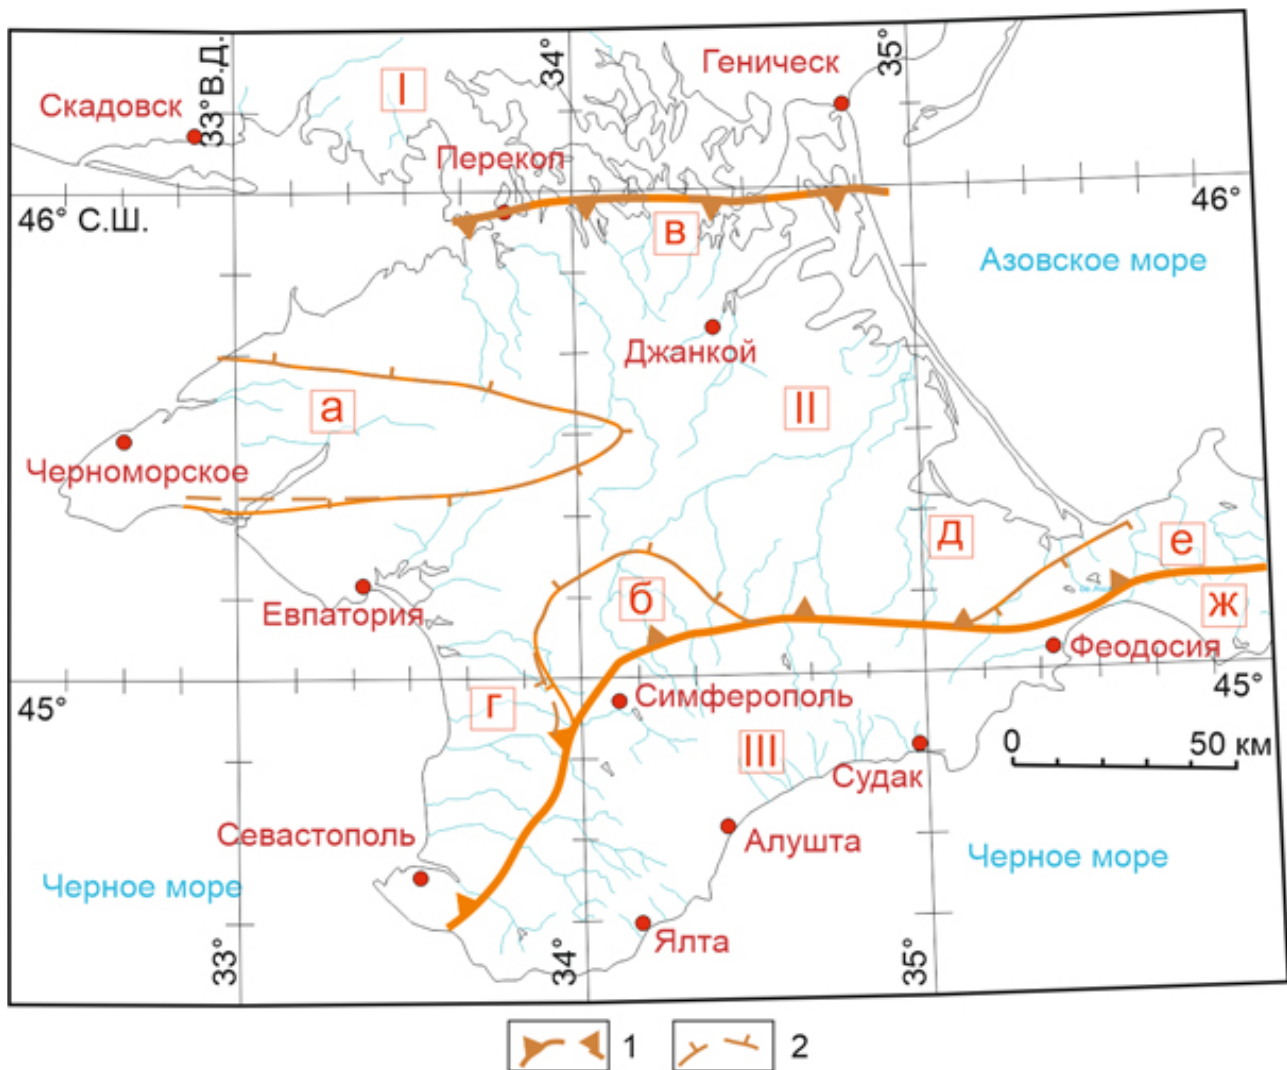 33°В.Д.
34°
35°
Геническ
I
Скадовск
Перекоп
46° С.Ш.
46°
в
Азовское море
Джанкой
а
II
Черноморское
д
е
Евпатория
б
ж
Феодосия
45°
г
Симферополь
45°
III
0
50 км
Судак
Севастополь
Алушта
Черное море
Черное море
Ялта
33°
34°
35°
1
2